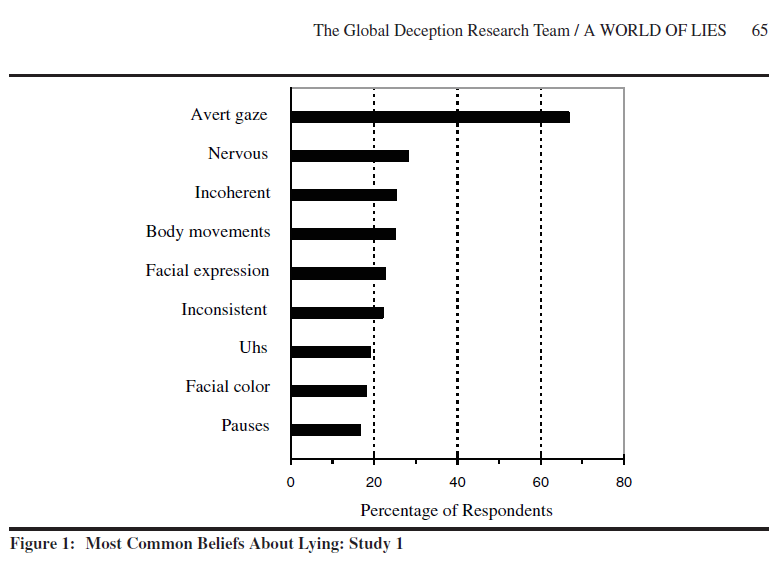 The Global Deception Research Team / A WORLD OF LIES 65
Avert gaze
Nervous
Incoherent
Body movements
Facial expression
Inconsistent
Uhs
Facial color
Pauses
0 20 40 60 80
Percentage of Respondents
Figure 1: Most Common Beliefs About Lying: Study 1